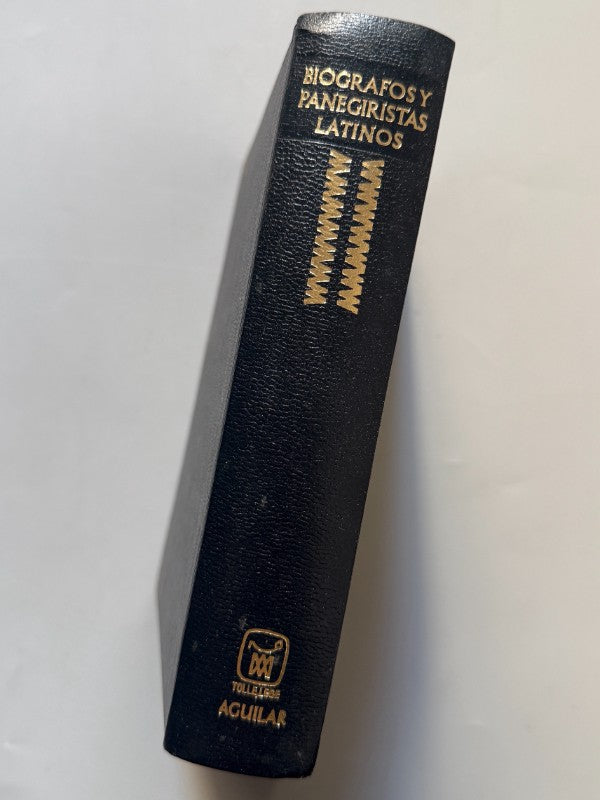 BIOGRAFOS Y
PANEGIRISTAS
LATINOS
TOLLE, LEGE
AGUILAR